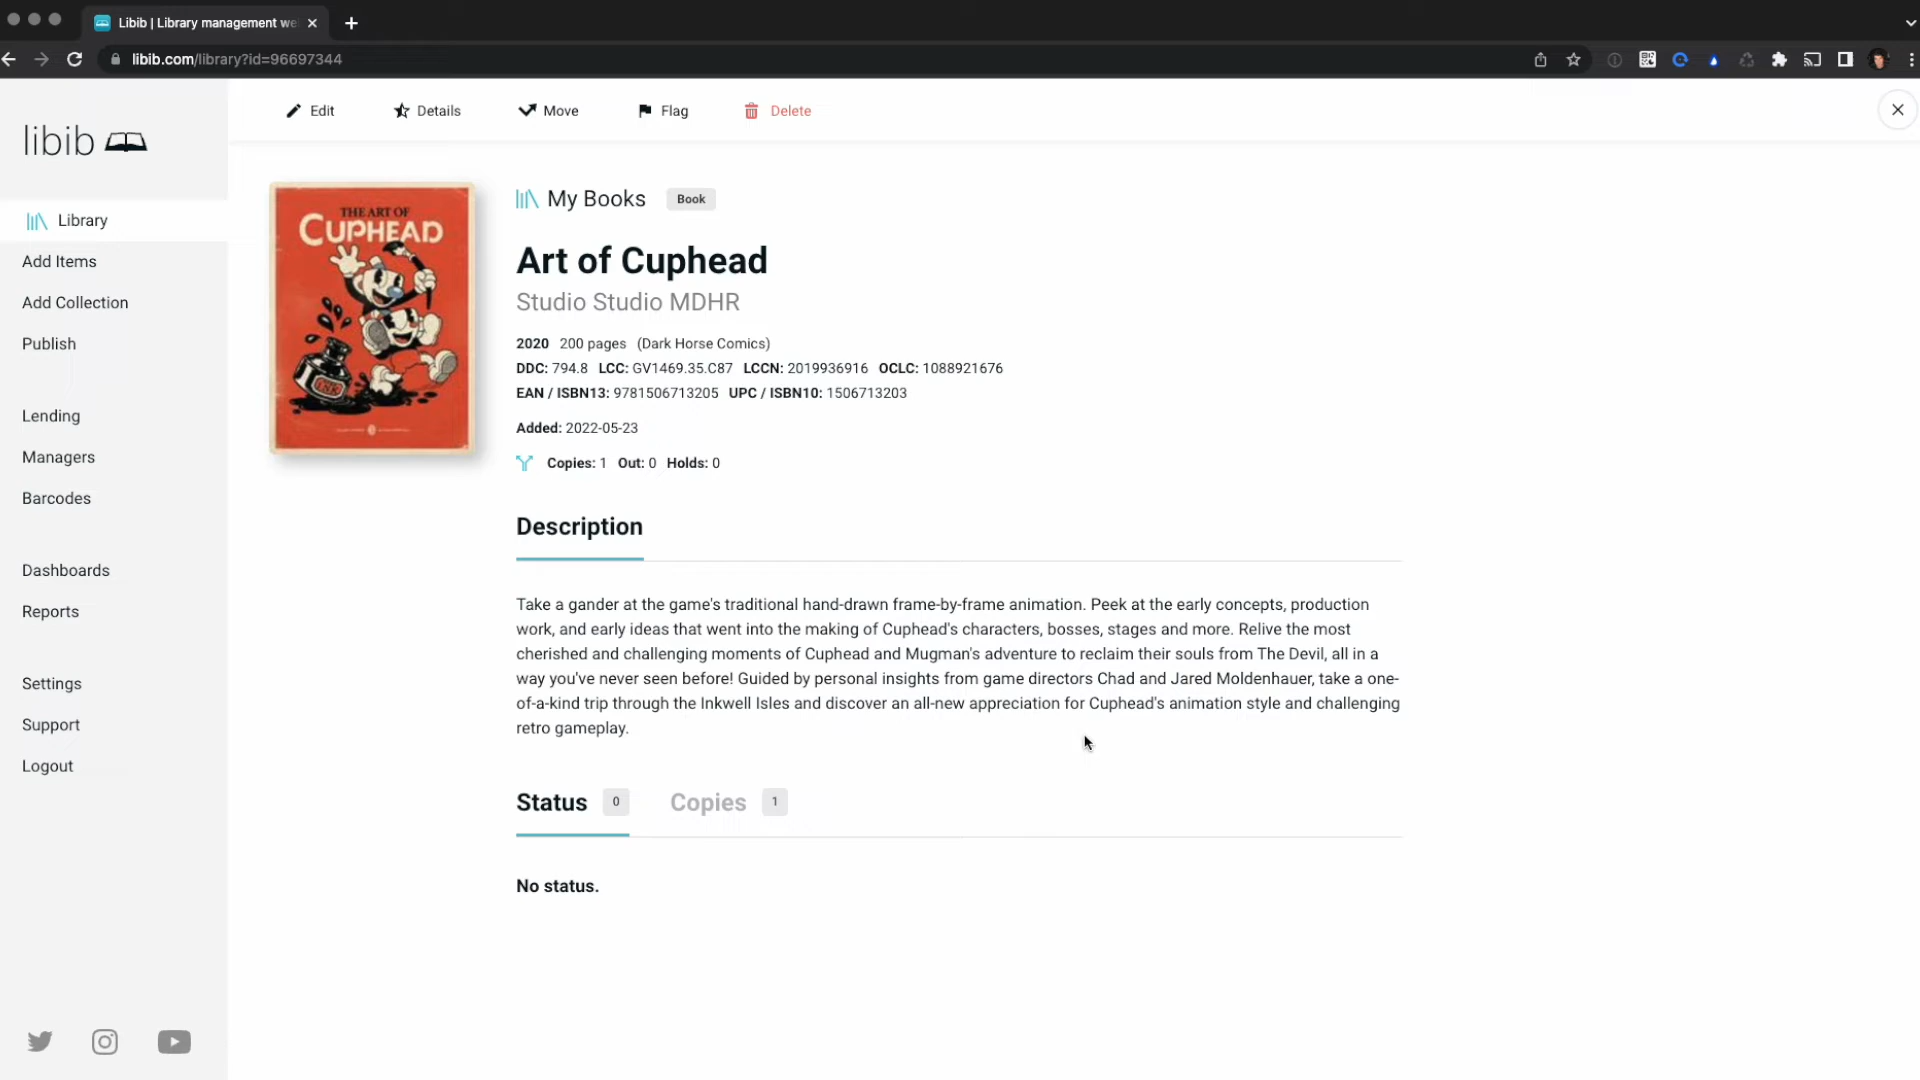 Libib | Library management we
libib.com/library?id=96697344
libib
Library
Add Items
Add Collection
Publish
Lending
Managers
Barcodes
Dashboards
Reports
Settings
Support
Logout
Edit Details Move Flag Delete
THE ART OF
CUPHEAD
INK
My Books Book
Art of Cuphead
Studio Studio MDHR
2020 200 pages (Dark Horse Comics)
DDC: 794.8 LCC: GV1469.35.C87 LCCN: 2019936916 OCLC: 1088921676
EAN / ISBN13: 9781506713205 UPC / ISBN10: 1506713203
Added: 2022-05-23
Copies: 1 Out: 0 Holds: 0
Description
Take a gander at the game's traditional hand-drawn frame-by-frame animation. Peek at the early concepts, production
work, and early ideas that went into the making of Cuphead's characters, bosses, stages and more. Relive the most
cherished and challenging moments of Cuphead and Mugman's adventure to reclaim their souls from The Devil, all in a
way you've never seen before! Guided by personal insights from game directors Chad and Jared Moldenhauer, take a one-
of-a-kind trip through the Inkwell Isles and discover an all-new appreciation for Cuphead's animation style and challenging
retro gameplay.
Status 0 Copies 1
No status.